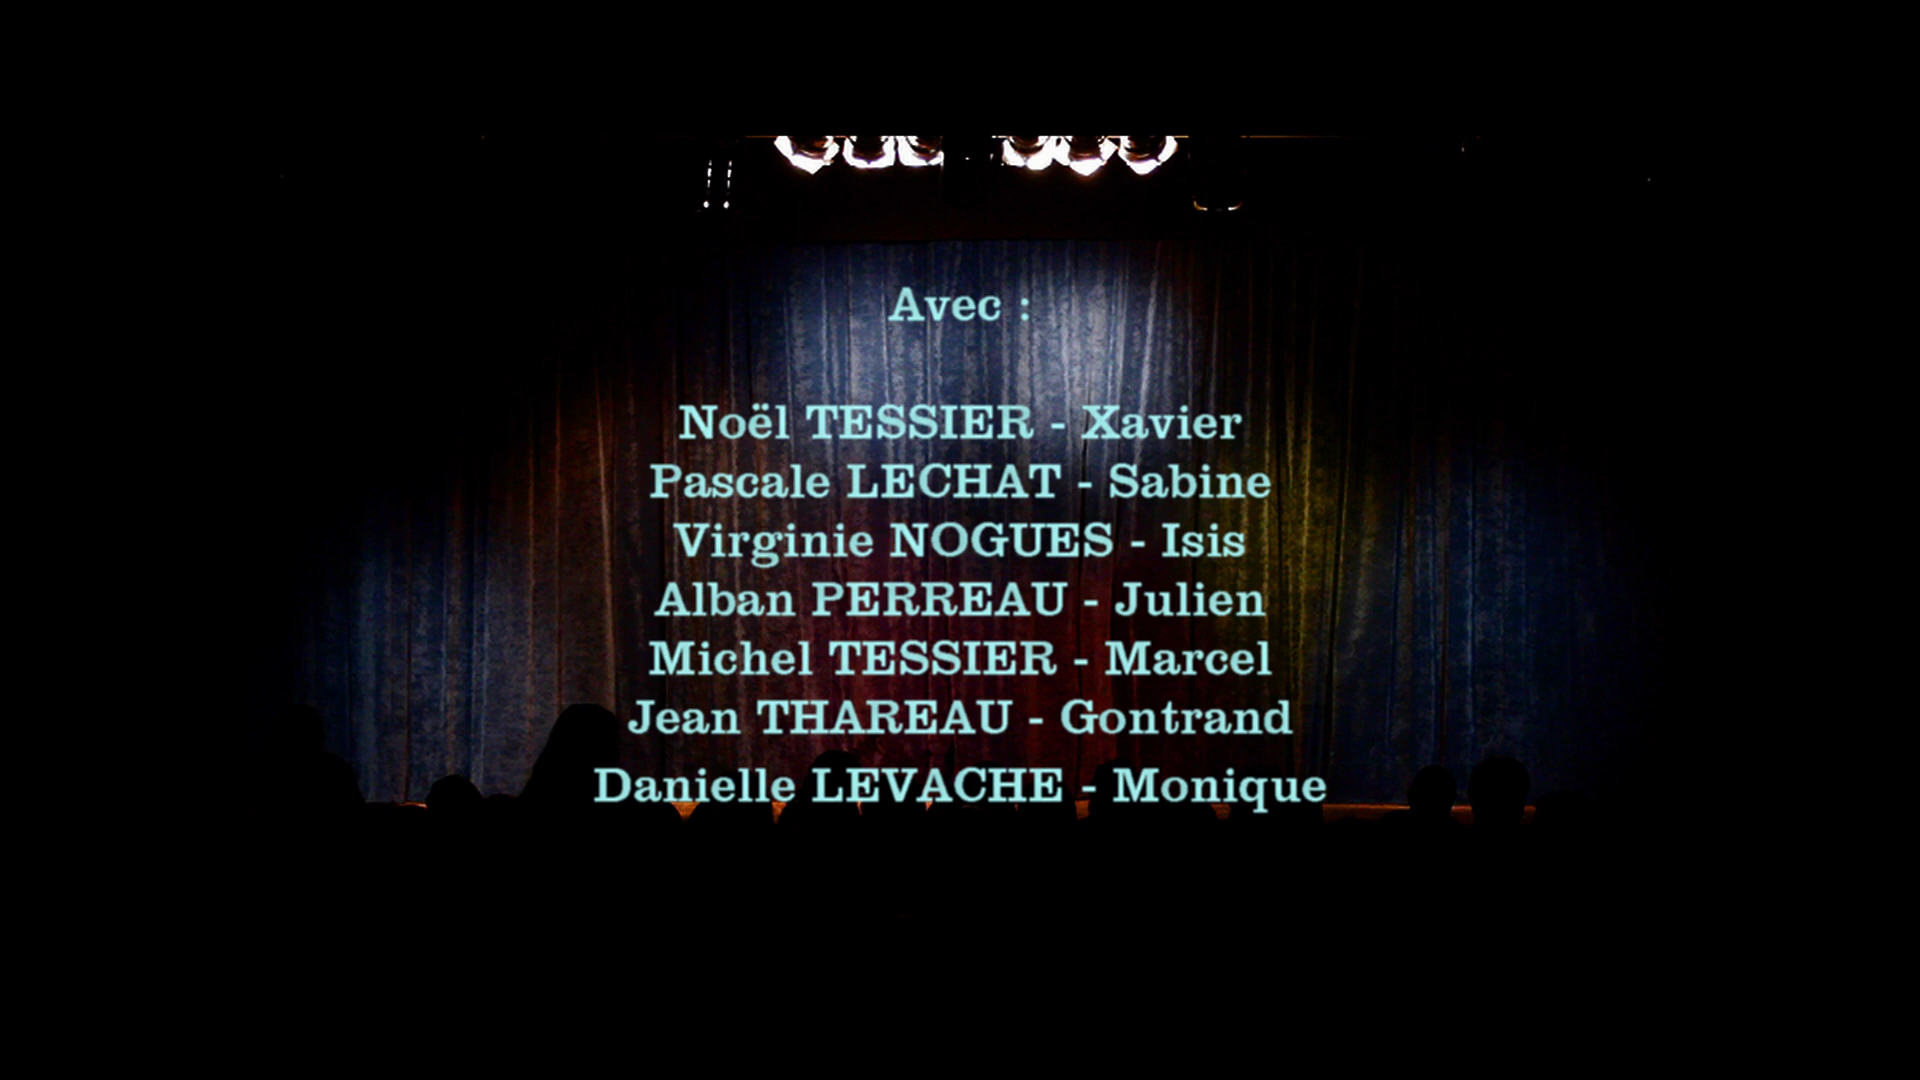 Avec :
Noël TESSIER - Xavier
Pascale LECHAT - Sabine
Virginie NOGUES - Isis
Alban PERREAU - Julien
Michel TESSIER - Marcel
Jean THAREAU - Gontrand
Danielle LEVACHE - Monique